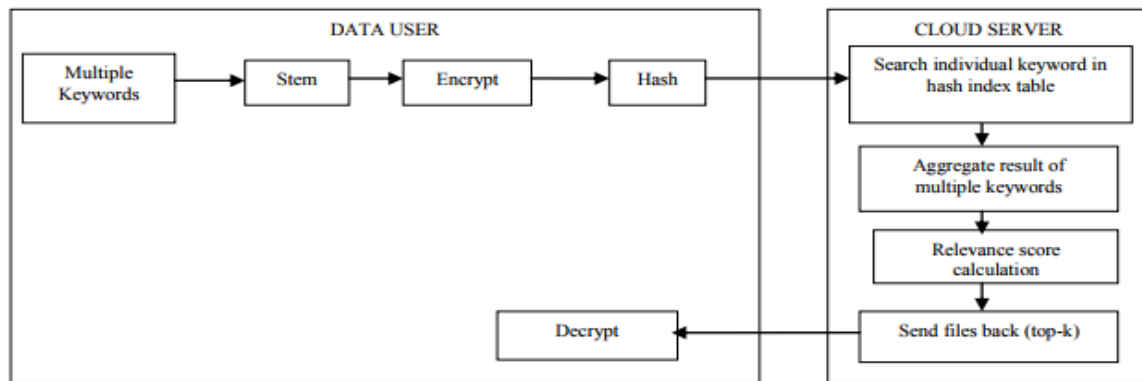 DATA USER
Multiple
Keywords
Stem
Encrypt
Hash
CLOUD SERVER
Search individual keyword in
hash index table
Aggregate result of
multiple keywords
Relevance score
calculation
Send files back (top-k)
Decrypt